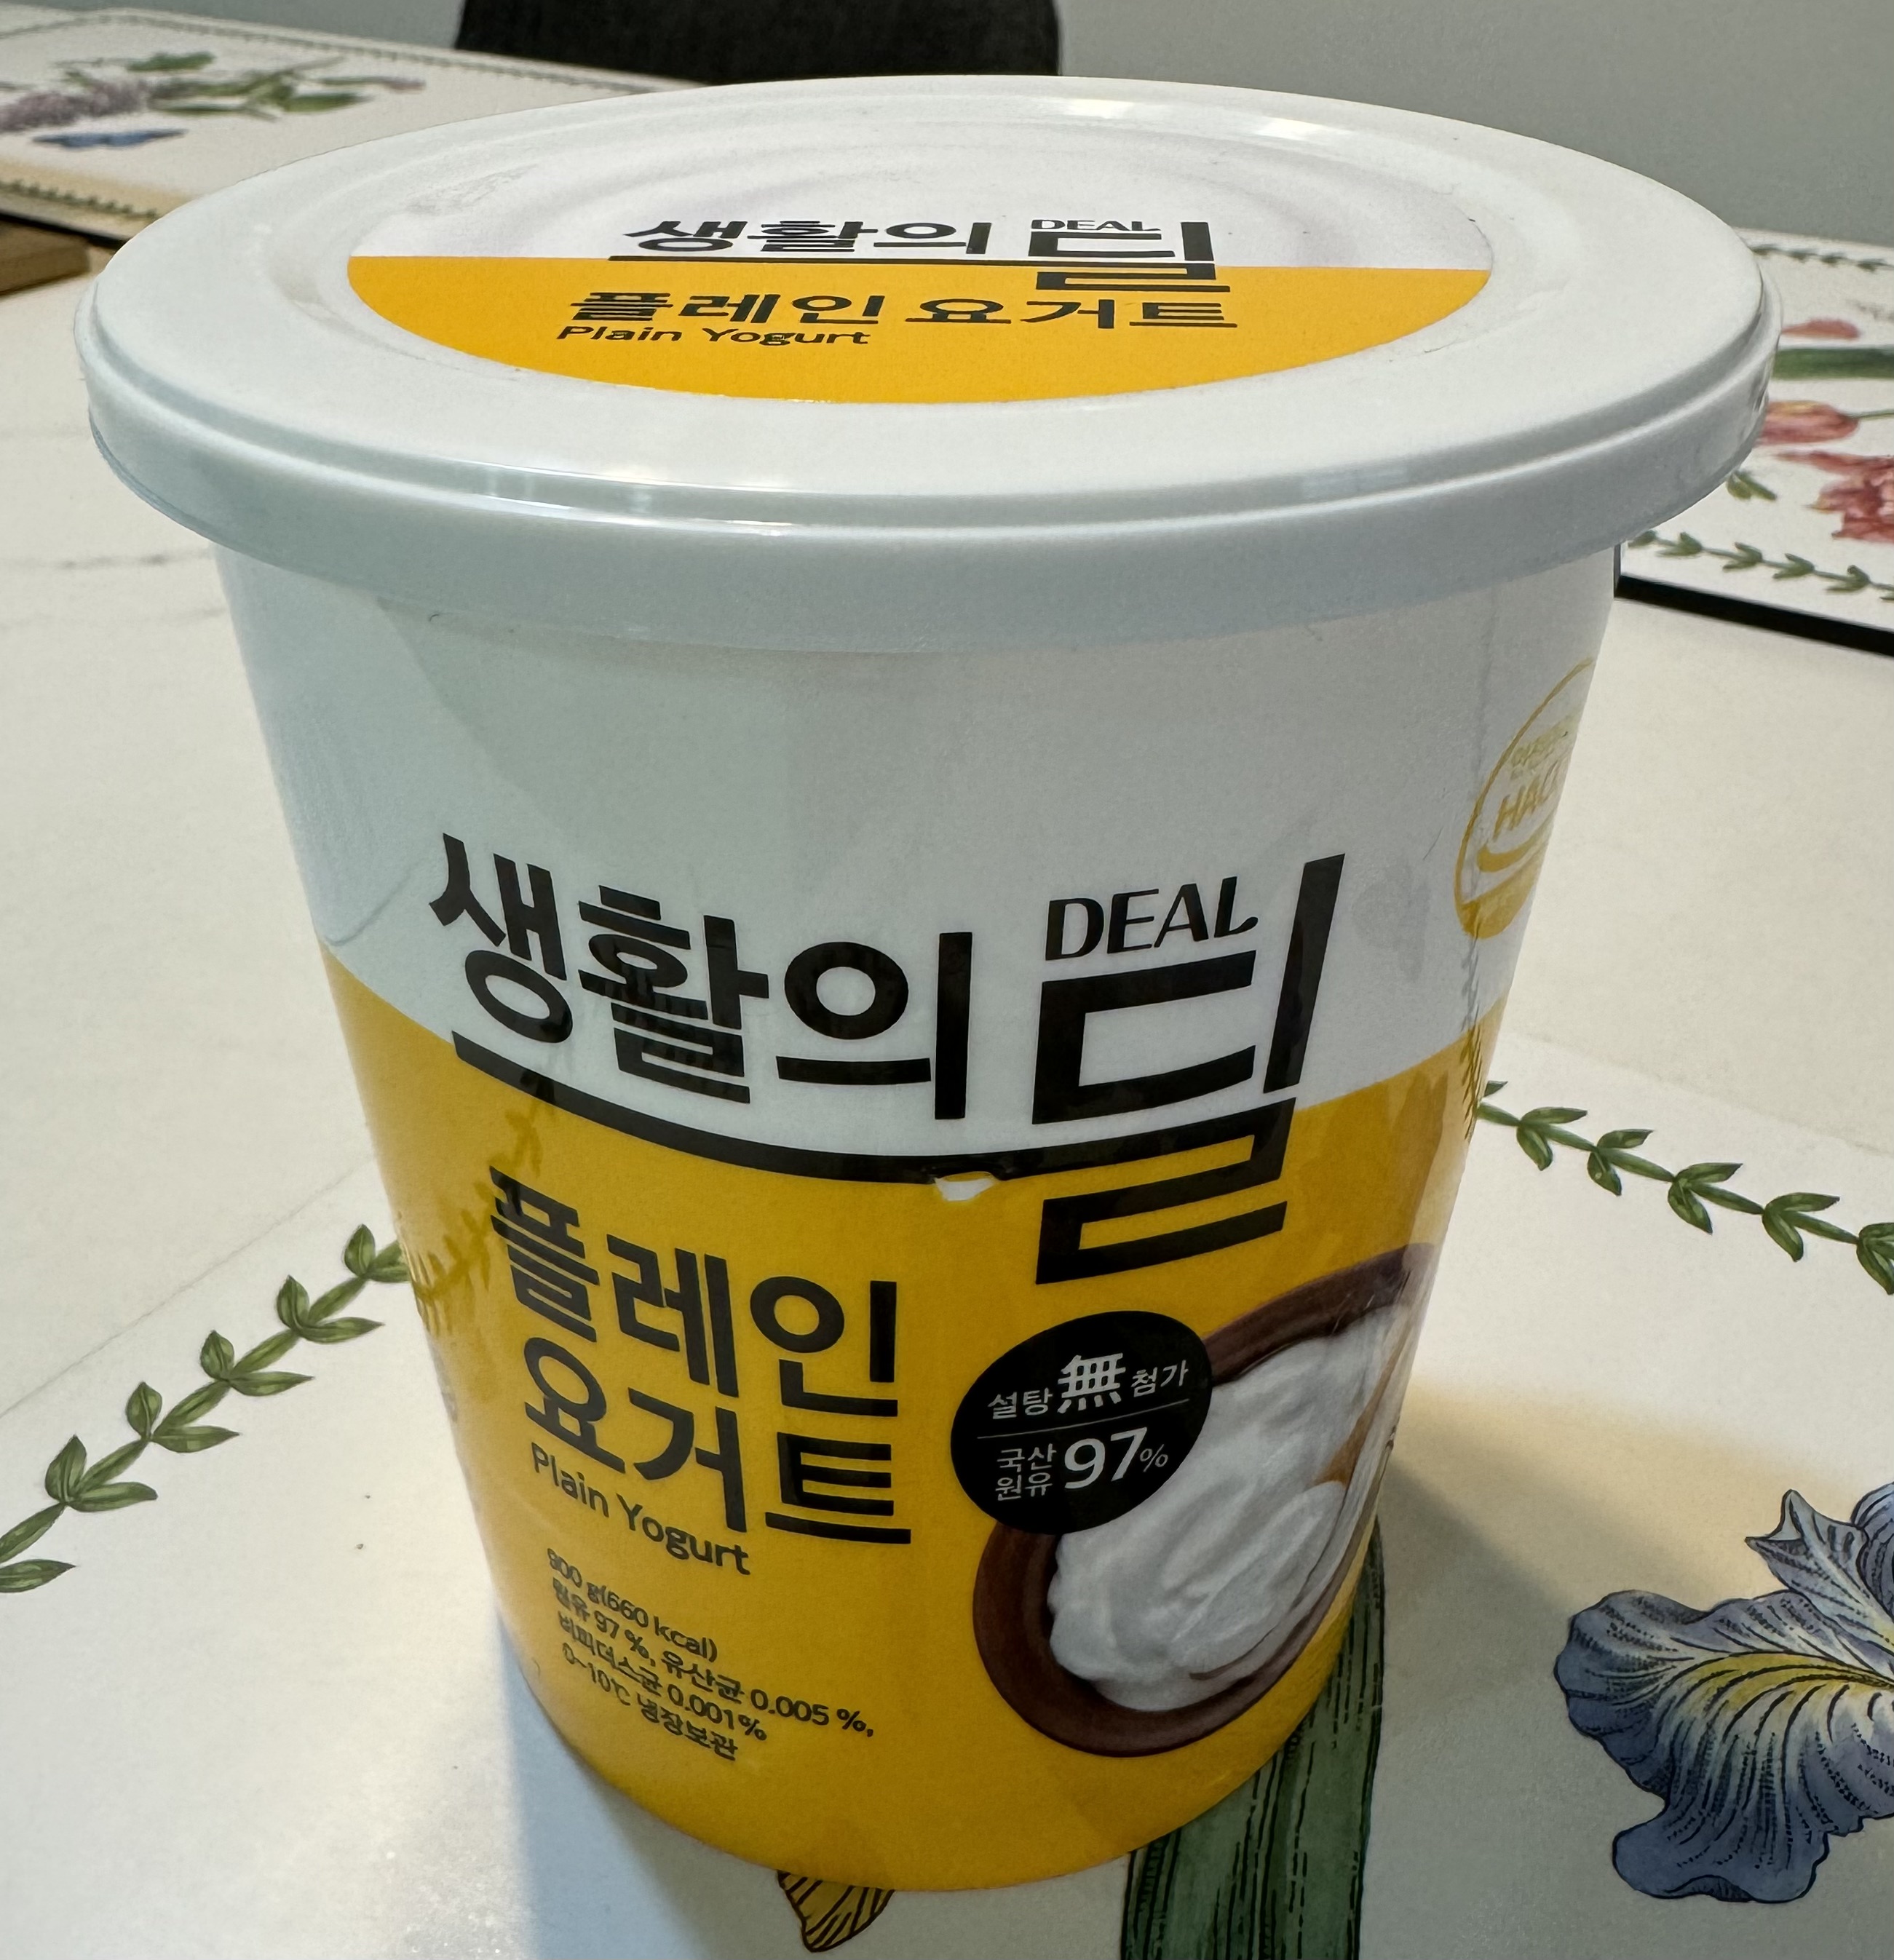 생활의 딜
DEAL
플레인 요거트
Plain Yogurt
생활의 딜
DEAL
플레인
요거트
Plain Yogurt
설탕 無 첨가
국산
원유 97%
900 g(660 kcal)
원유 97 %, 유산균 0.005 %,
비피더스균 0.001%
0~10℃ 냉장보관